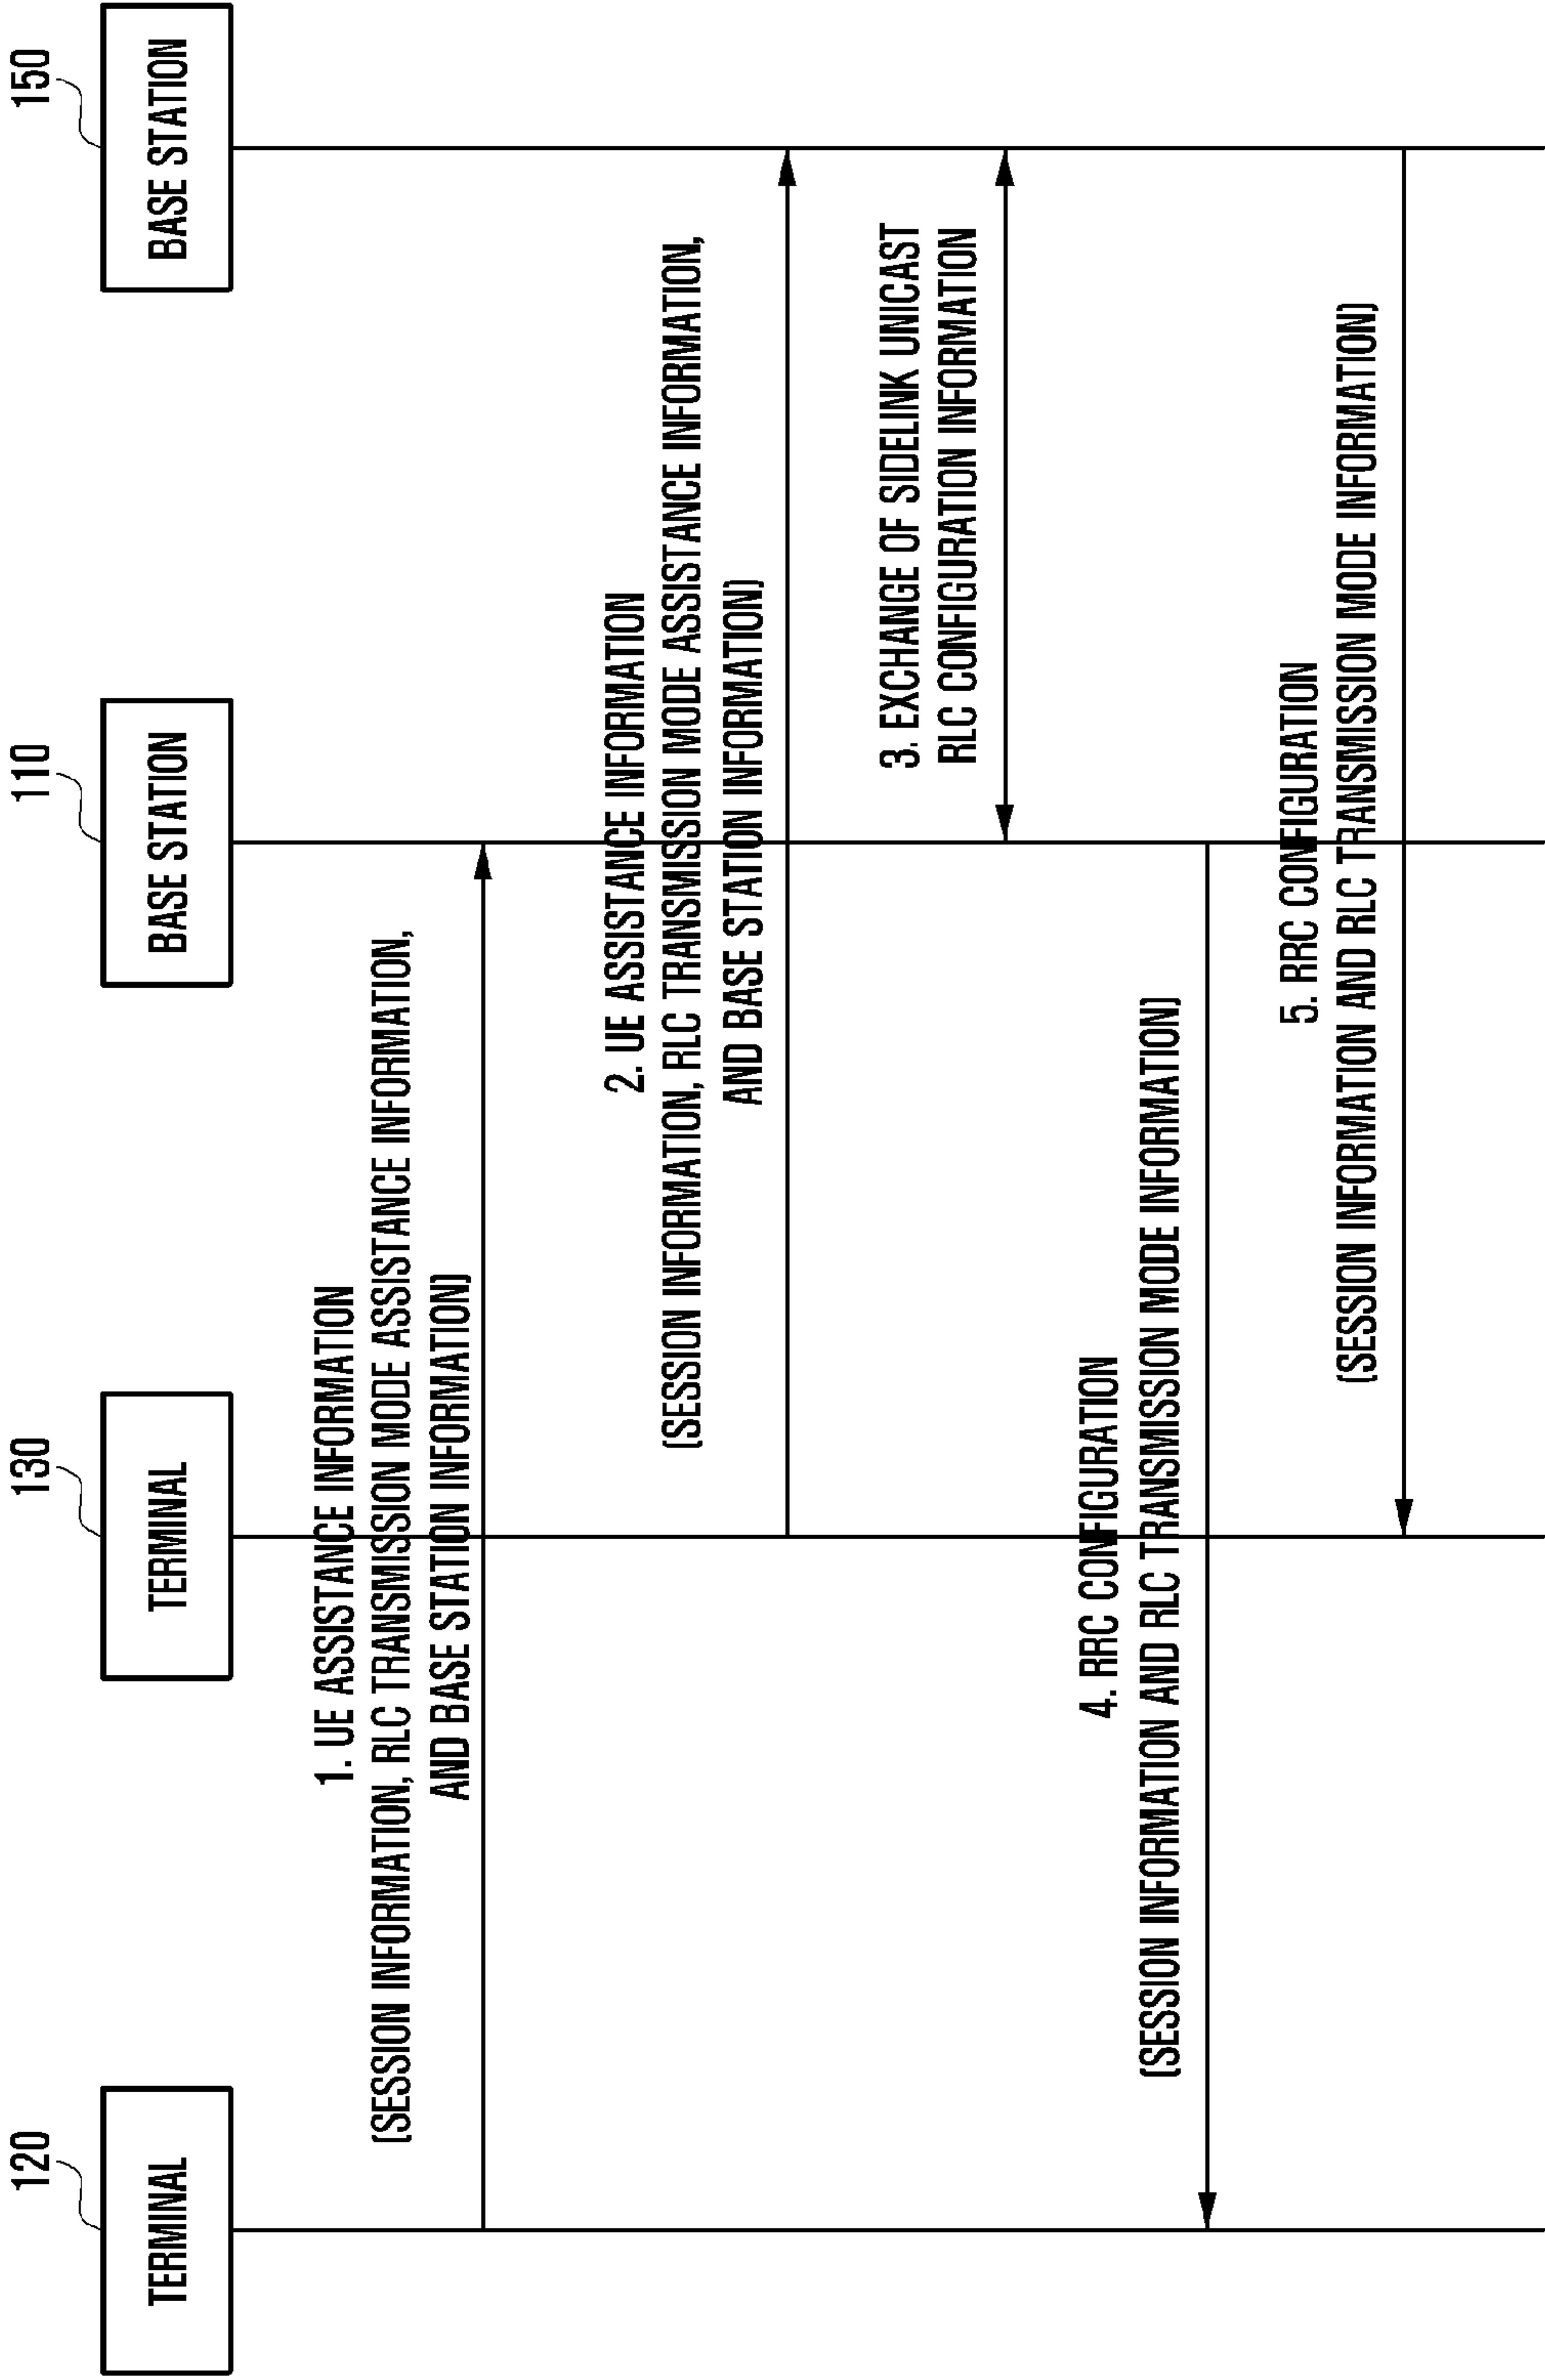 120
130
110
150
TERMINAL
TERMINAL
BASE STATION
BASE STATION
1. UE ASSISTANCE INFORMATION
(SESSION INFORMATION, RLC TRANSMISSION MODE ASSISTANCE INFORMATION,
AND BASE STATION INFORMATION)
2. UE ASSISTANCE INFORMATION
(SESSION INFORMATION, RLC TRANSMISSION MODE ASSISTANCE INFORMATION,
AND BASE STATION INFORMATION)
3. EXCHANGE OF SIDELINK UNICAST
RLC CONFIGURATION INFORMATION
4. RRC CONFIGURATION
(SESSION INFORMATION AND RLC TRANSMISSION MODE INFORMATION)
5. RRC CONFIGURATION
(SESSION INFORMATION AND RLC TRANSMISSION MODE INFORMATION)